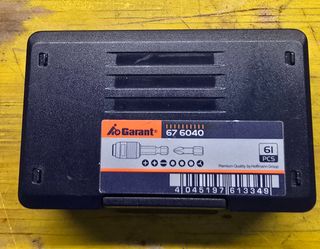 Garant®
67 6040
61
PCS
Premium Quality by Hoffmann Group
4 045197 613349